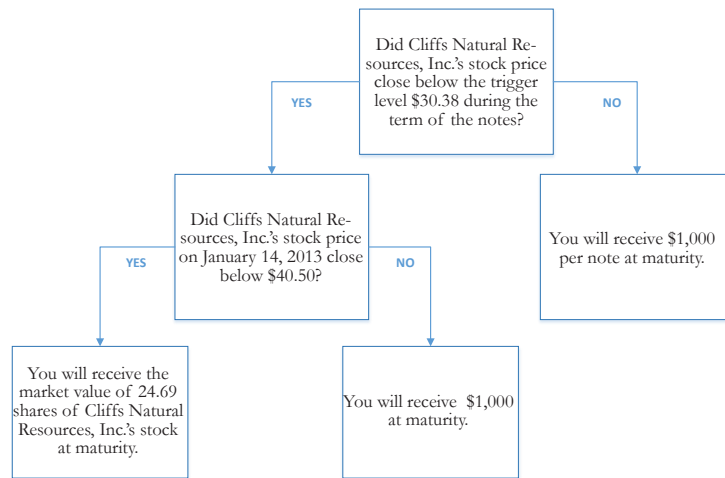 Did Cliffs Natural Re-
sources, Inc.'s stock price
close below the trigger
level $30.38 during the
term of the notes?
YES
NO
Did Cliffs Natural Re-
sources, Inc.'s stock price
on January 14, 2013 close
below $40.50?
You will receive $1,000
per note at maturity.
YES
NO
You will receive the
market value of 24.69
shares of Cliffs Natural
Resources, Inc.'s stock
at maturity.
You will receive $1,000
at maturity.